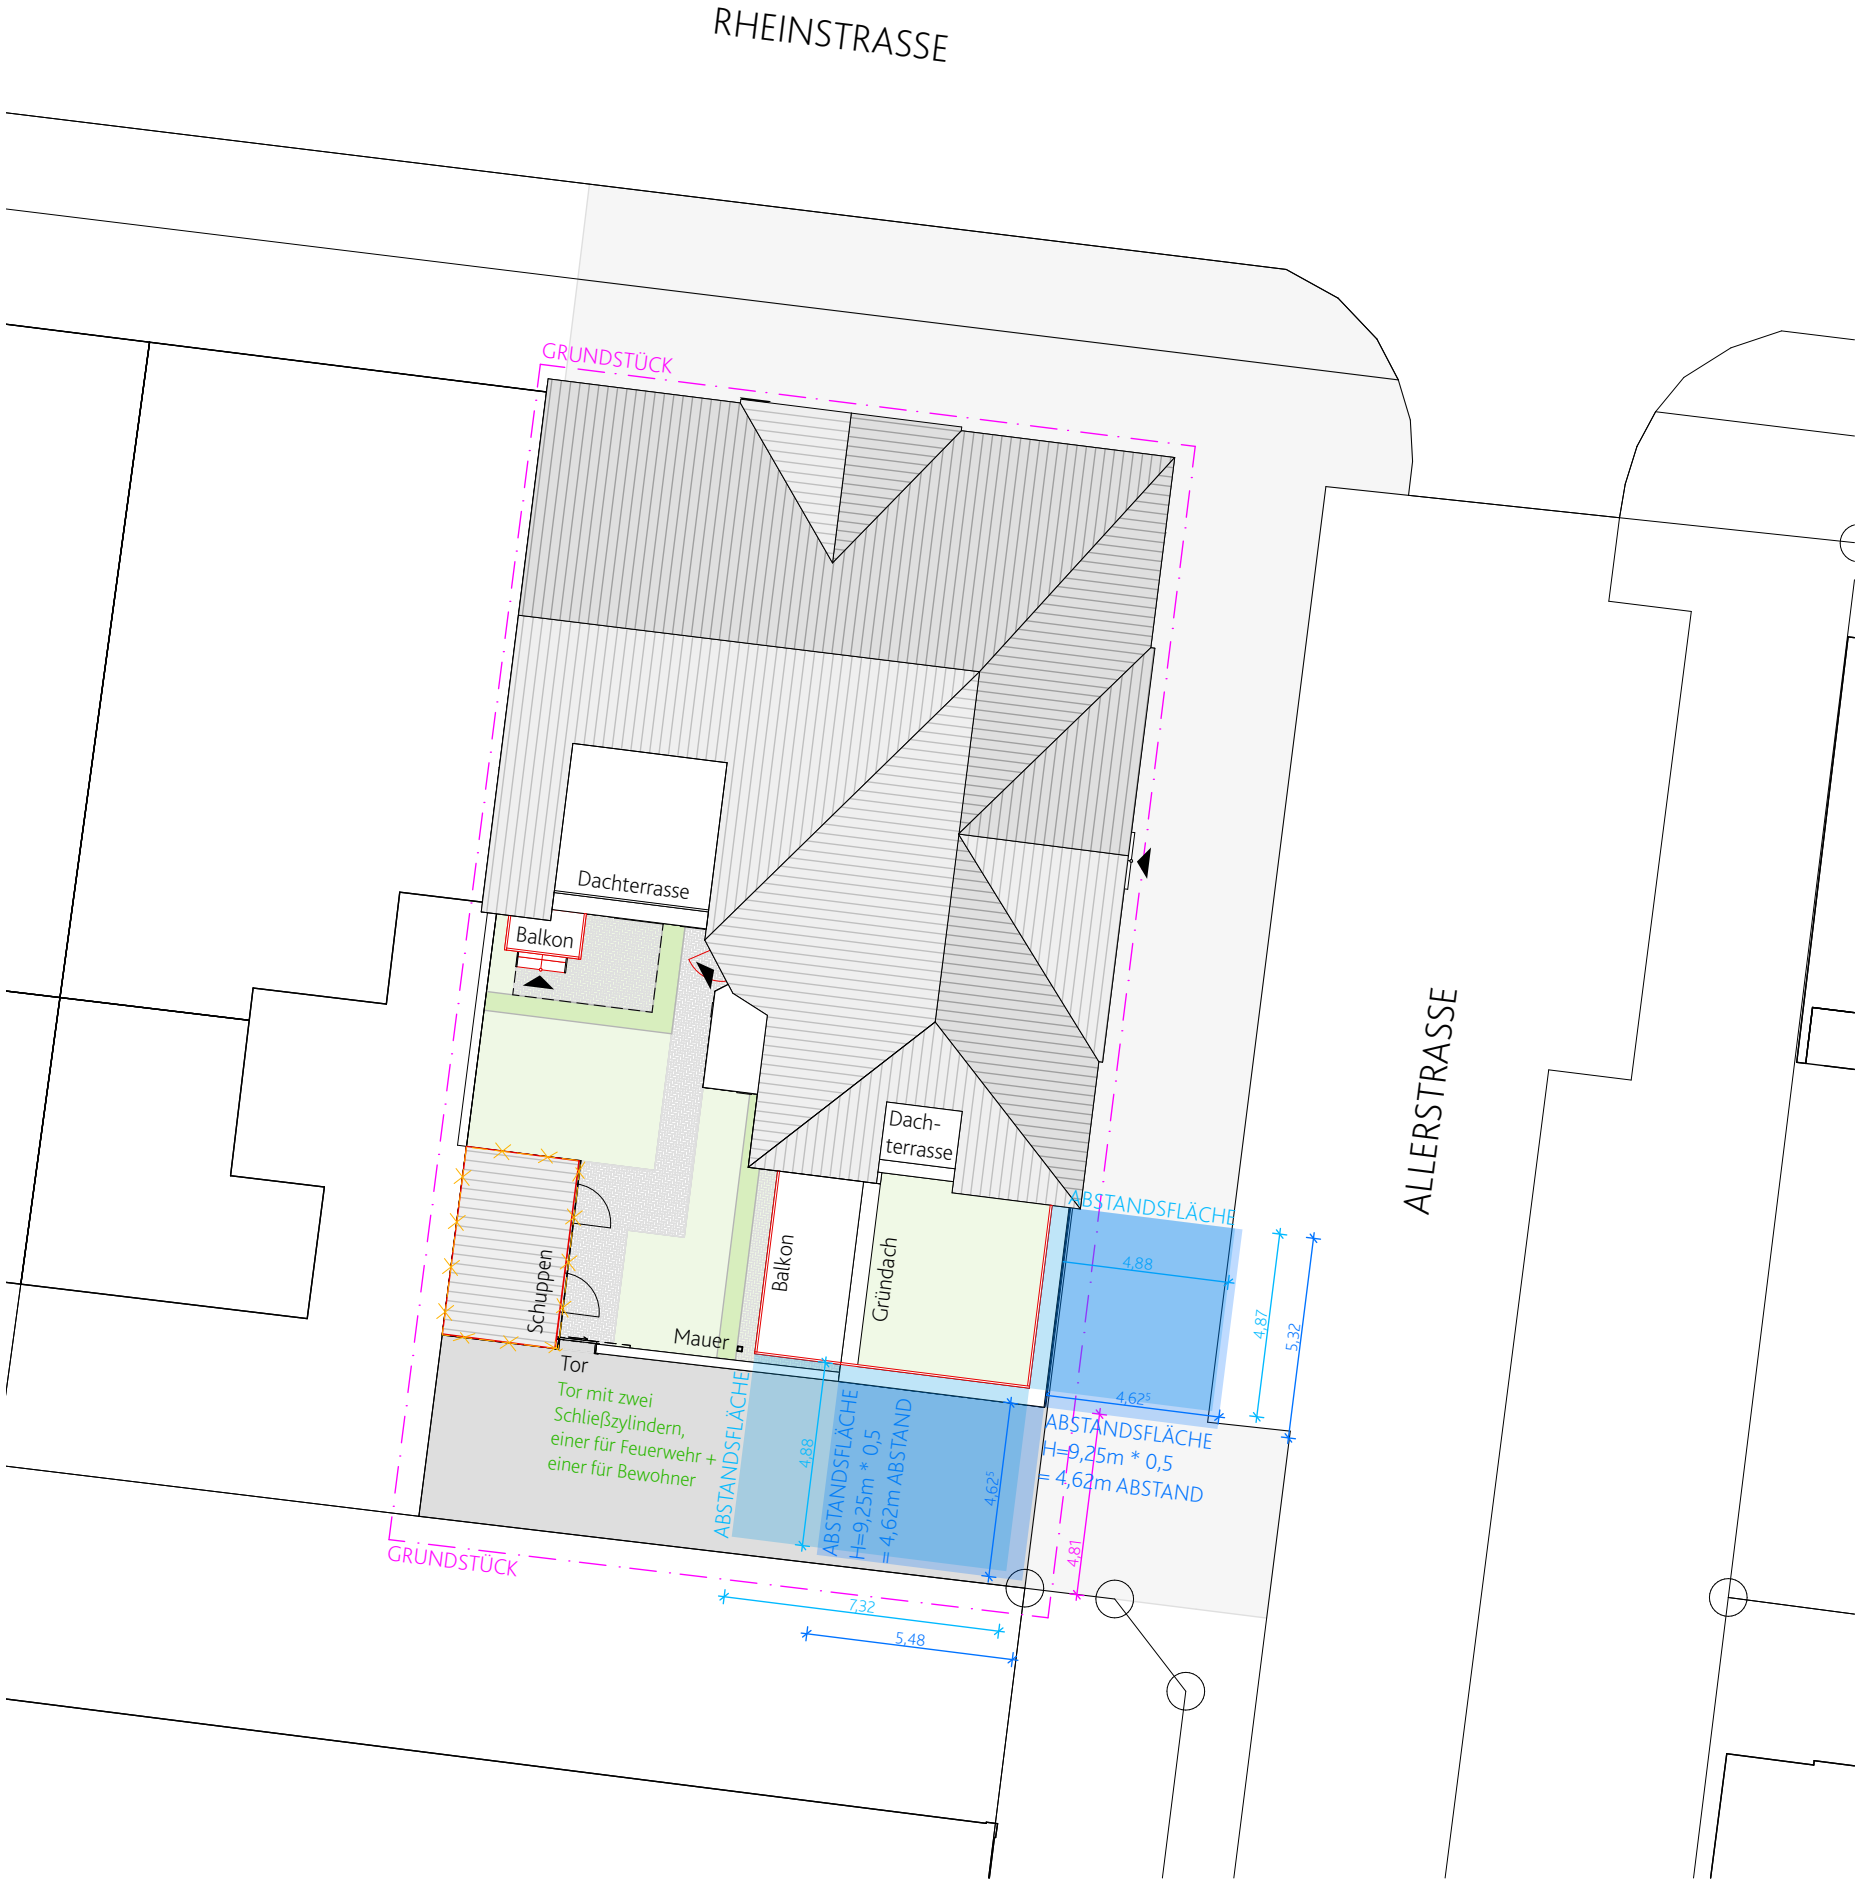 RHEINSTRASSE
GRUNDSTÜCK
Dachterrasse
Balkon
Dach-
terrasse
ALLERSTRASSE
ABSTANDSFLÄCHE
4,88
4,87
5,32
Schuppen
Balkon
Gründach
Mauer
Tor
Tor mit zwei
Schließzylindern,
einer für Feuerwehr +
einer für Bewohner
ABSTANDSFLÄCHE
4,88
ABSTANDSFLÄCHE
H=9,25m * 0,5
= 4,62m ABSTAND
4,62⁵
4,62⁵
ABSTANDSFLÄCHE
H=9,25m * 0,5
= 4,62m ABSTAND
4,81
GRUNDSTÜCK
7,32
5,48